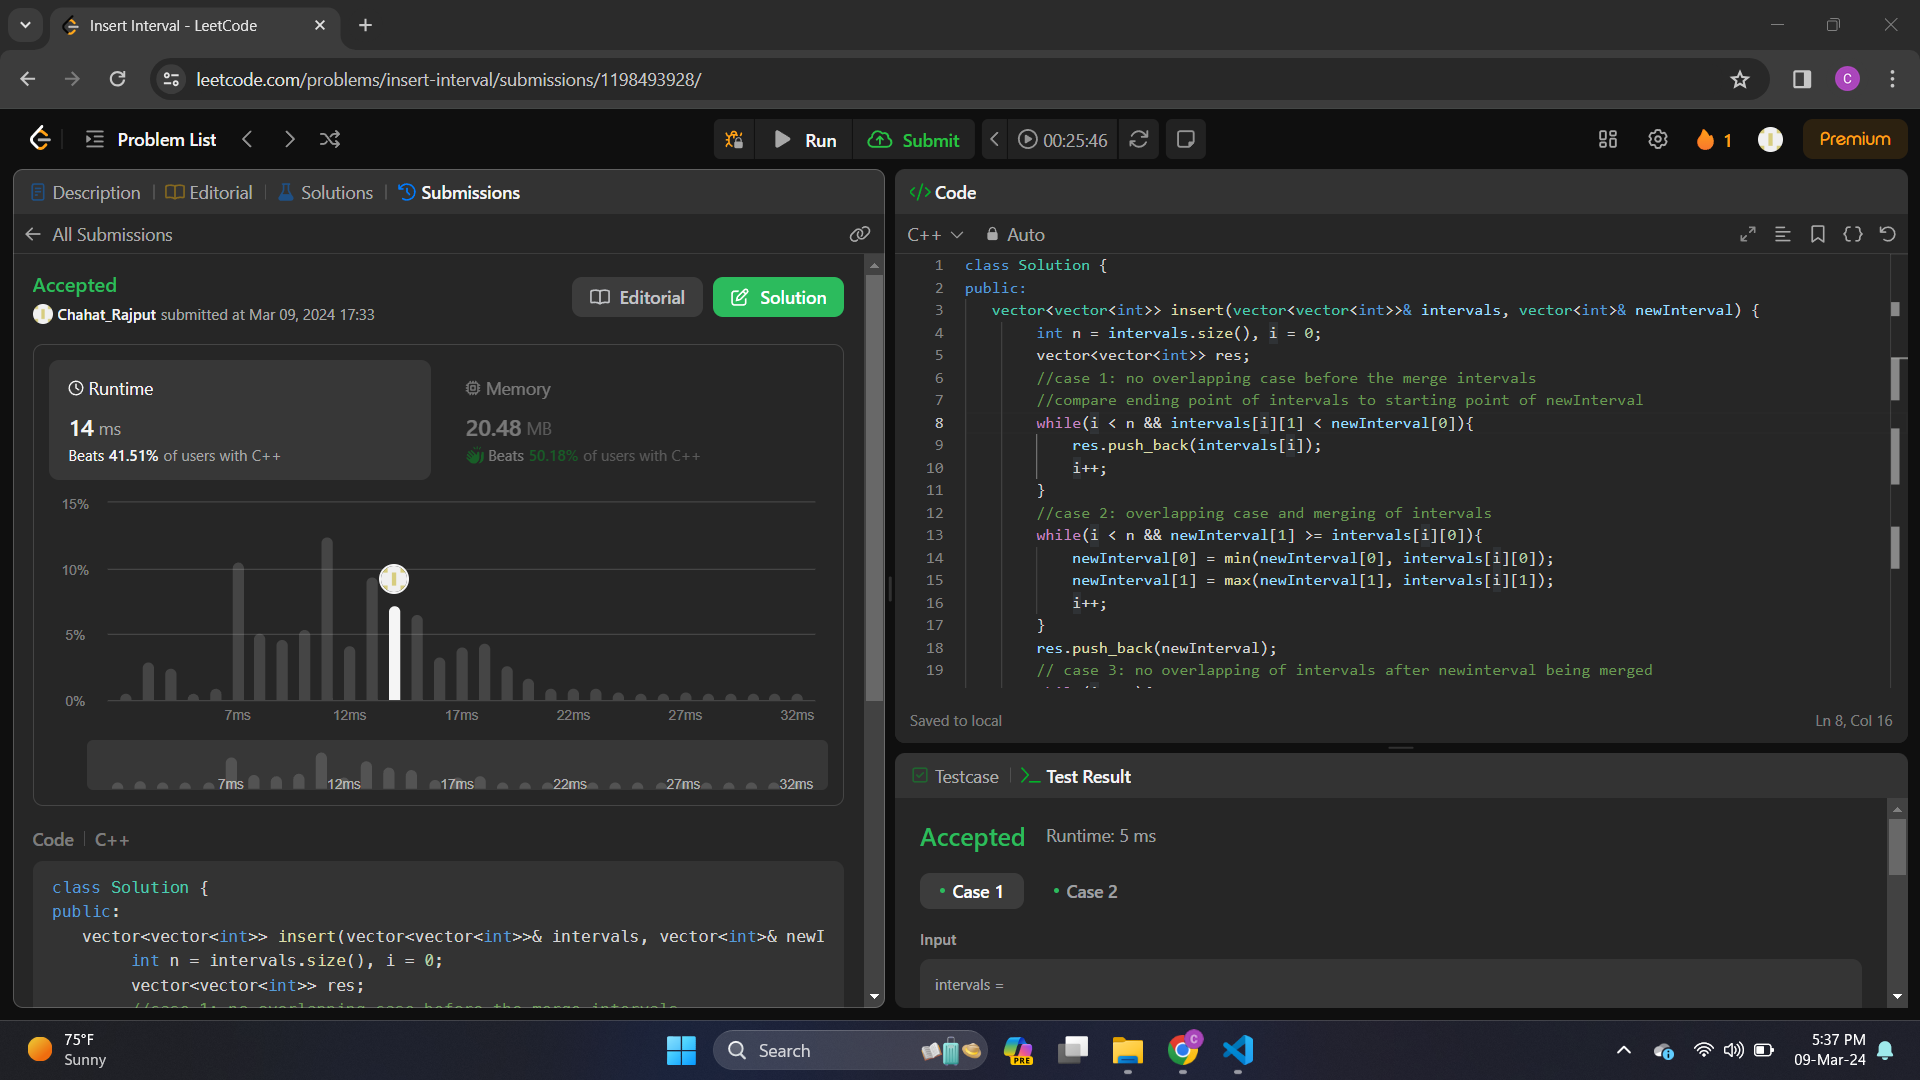 Insert Interval - LeetCode
leetcode.com/problems/insert-interval/submissions/1198493928/
C
Problem List
Run
Submit
00:25:46
1
Premium
Description
Editorial
Solutions
Submissions
All Submissions
Accepted
Chahat_Rajput submitted at Mar 09, 2024 17:33
Editorial
Solution
Runtime
14 ms
Beats 41.51% of users with C++
Memory
20.48 MB
Beats 50.18% of users with C++
15%
10%
5%
0%
7ms 12ms 17ms 22ms 27ms 32ms
7ms 12ms 17ms 22ms 27ms 32ms
Code C++
class Solution {
public:
vector<vector<int>> insert(vector<vector<int>>& intervals, vector<int>& newI
int n = intervals.size(), i = 0;
vector<vector<int>> res;
//case 1: no overlapping case before the merge intervals
</> Code
C++ Auto
1 class Solution {
2 public:
3 vector<vector<int>> insert(vector<vector<int>>& intervals, vector<int>& newInterval) {
4 int n = intervals.size(), i = 0;
5 vector<vector<int>> res;
6 //case 1: no overlapping case before the merge intervals
7 //compare ending point of intervals to starting point of newInterval
8 while(i < n && intervals[i][1] < newInterval[0]){
9 res.push_back(intervals[i]);
10 i++;
11 }
12 //case 2: overlapping case and merging of intervals
13 while(i < n && newInterval[1] >= intervals[i][0]){
14 newInterval[0] = min(newInterval[0], intervals[i][0]);
15 newInterval[1] = max(newInterval[1], intervals[i][1]);
16 i++;
17 }
18 res.push_back(newInterval);
19 // case 3: no overlapping of intervals after newinterval being merged
Saved to local
Ln 8, Col 16
Testcase
Test Result
Accepted Runtime: 5 ms
Case 1
Case 2
Input
intervals =
75°F
Sunny
Search
PRE
C
5:37 PM
09-Mar-24